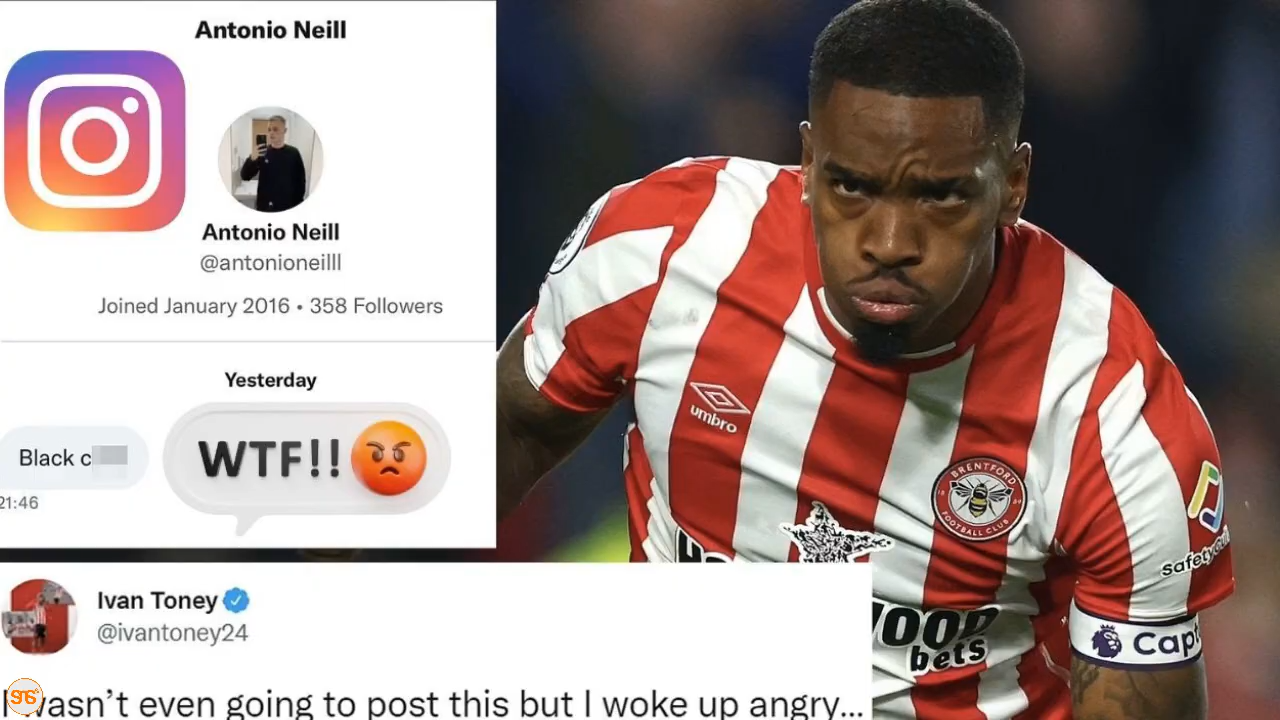 Antonio Neill
Antonio Neill
@antonioneilll
Joined January 2016 • 358 Followers
Yesterday
Black c
WTF!!
21:46
umbro
BRENTFORD
FOOTBALL CLUB
bets
Ivan Toney
@ivantoney24
wasn’t even going to post this but I woke up angry...